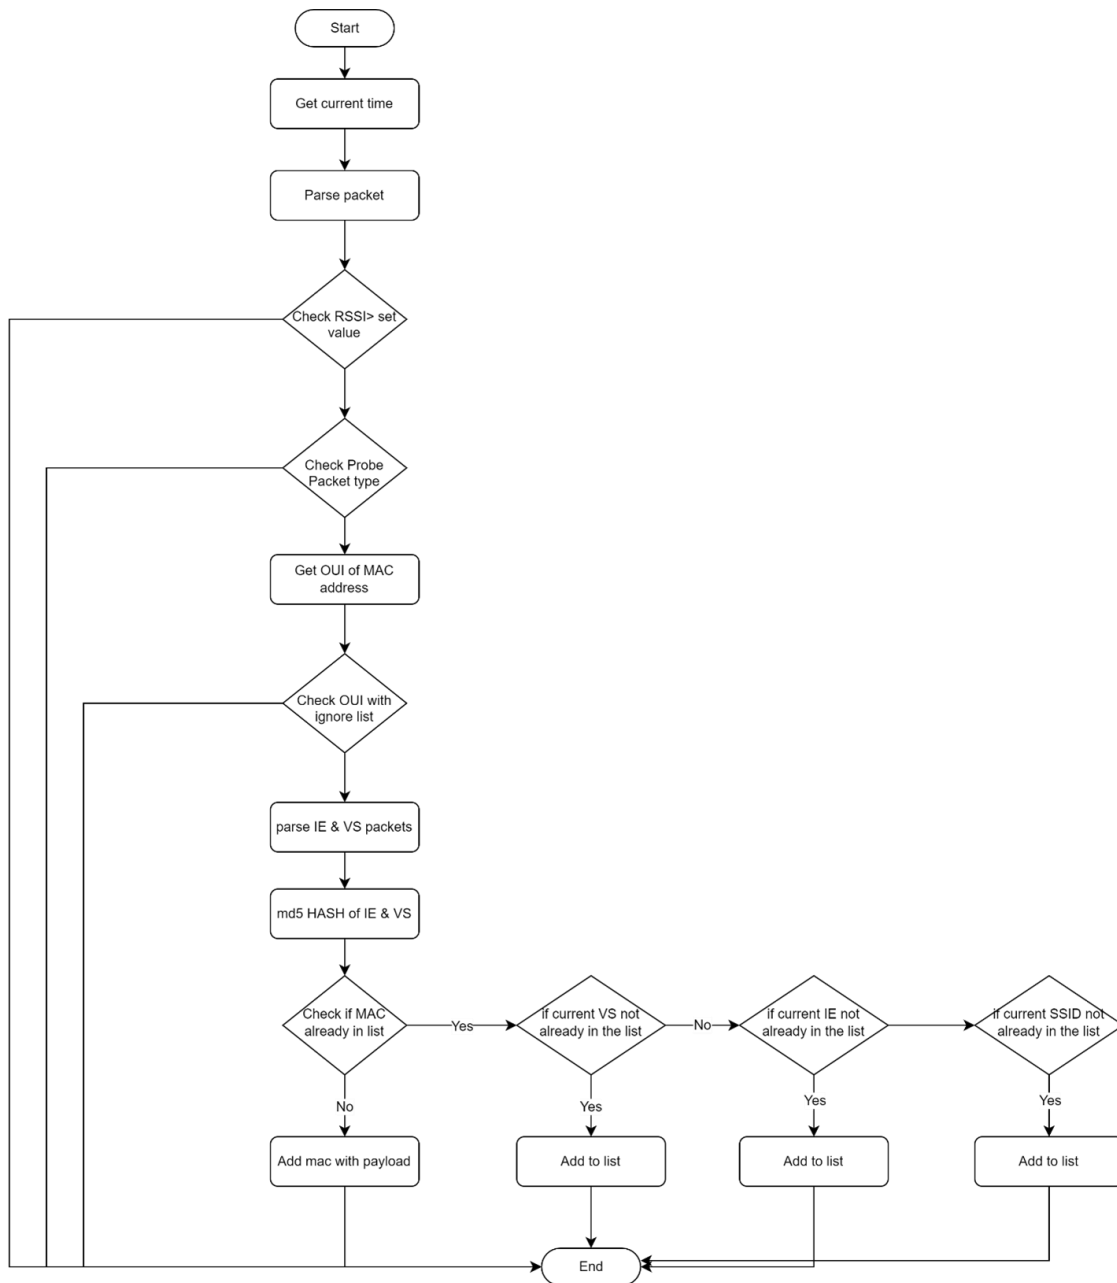 Start
Get current time
Parse packet
Check RSSI> set
value
Check Probe
Packet type
Get OUI of MAC
address
Check OUI with
ignore list
parse IE & VS packets
md5 HASH of IE & VS
Check if MAC
already in list
Yes
if current VS not
already in the list
No
if current IE not
already in the list
if current SSID not
already in the list
No
Yes
Yes
Yes
Add mac with payload
Add to list
Add to list
Add to list
End